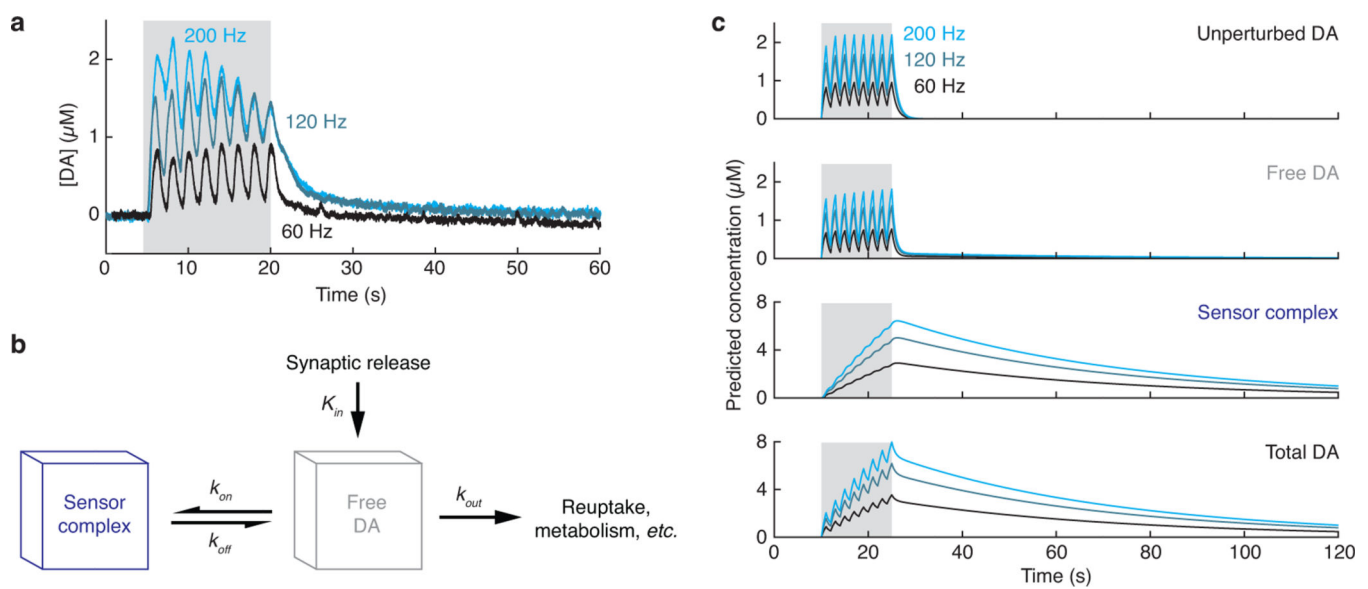 a
200 Hz
120 Hz
60 Hz
[DA] (µM)
2
1
0
0
10
20
30
40
50
60
Time (s)
b
Synaptic release
K_in
Sensor
complex
k_on
k_off
Free
DA
k_out
Reuptake,
metabolism, etc.
c
Predicted concentration (µM)
2
1
0
200 Hz
120 Hz
60 Hz
Unperturbed DA
2
1
0
Free DA
8
4
0
Sensor complex
8
4
0
Total DA
0
20
40
60
80
100
120
Time (s)